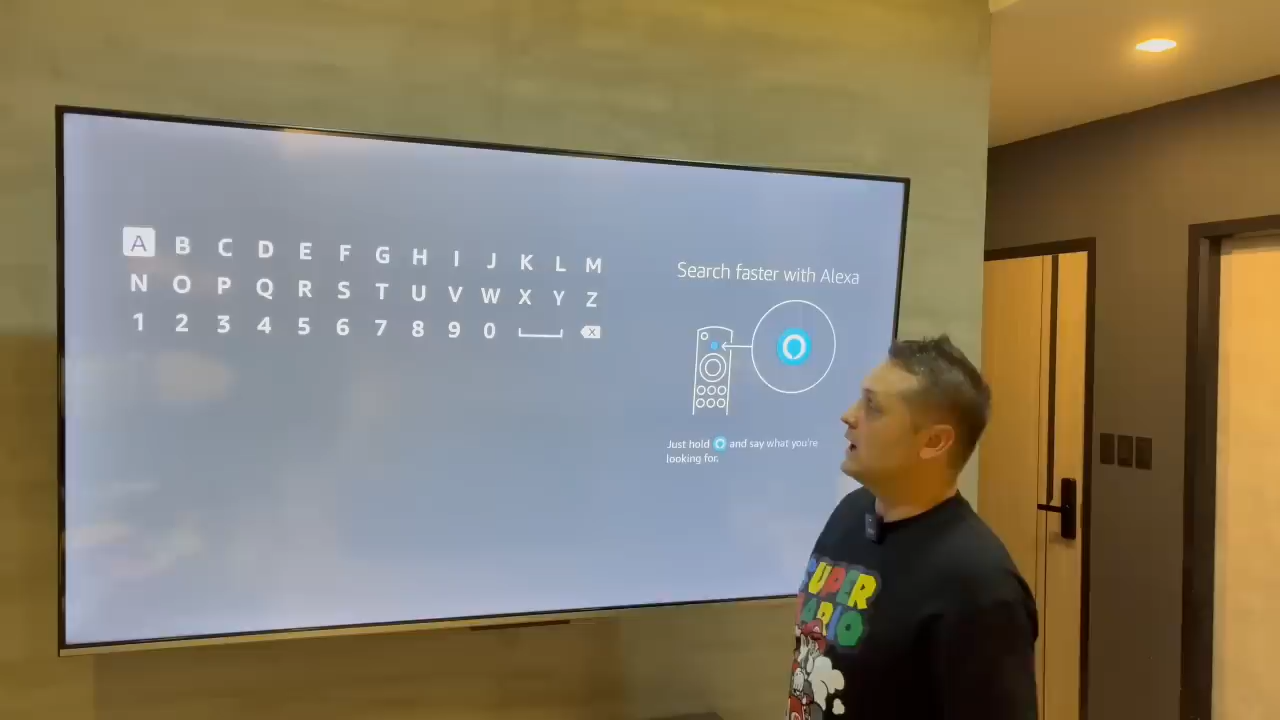 A B C D E F G H I J K L M
N O P Q R S T U V W X Y Z
1 2 3 4 5 6 7 8 9 0
Search faster with Alexa
Just hold and say what you're
looking for.
SUPER
MARIO